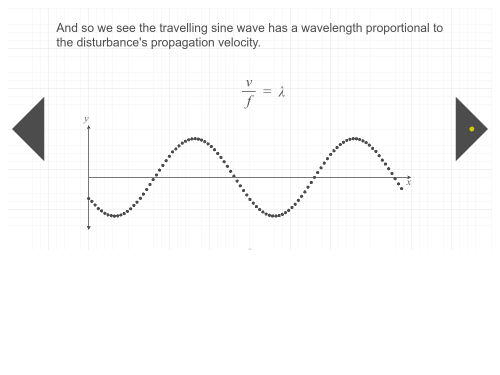 And so we see the travelling sine wave has a wavelength proportional to
the disturbance's propagation velocity.
v/f = λ
y
x